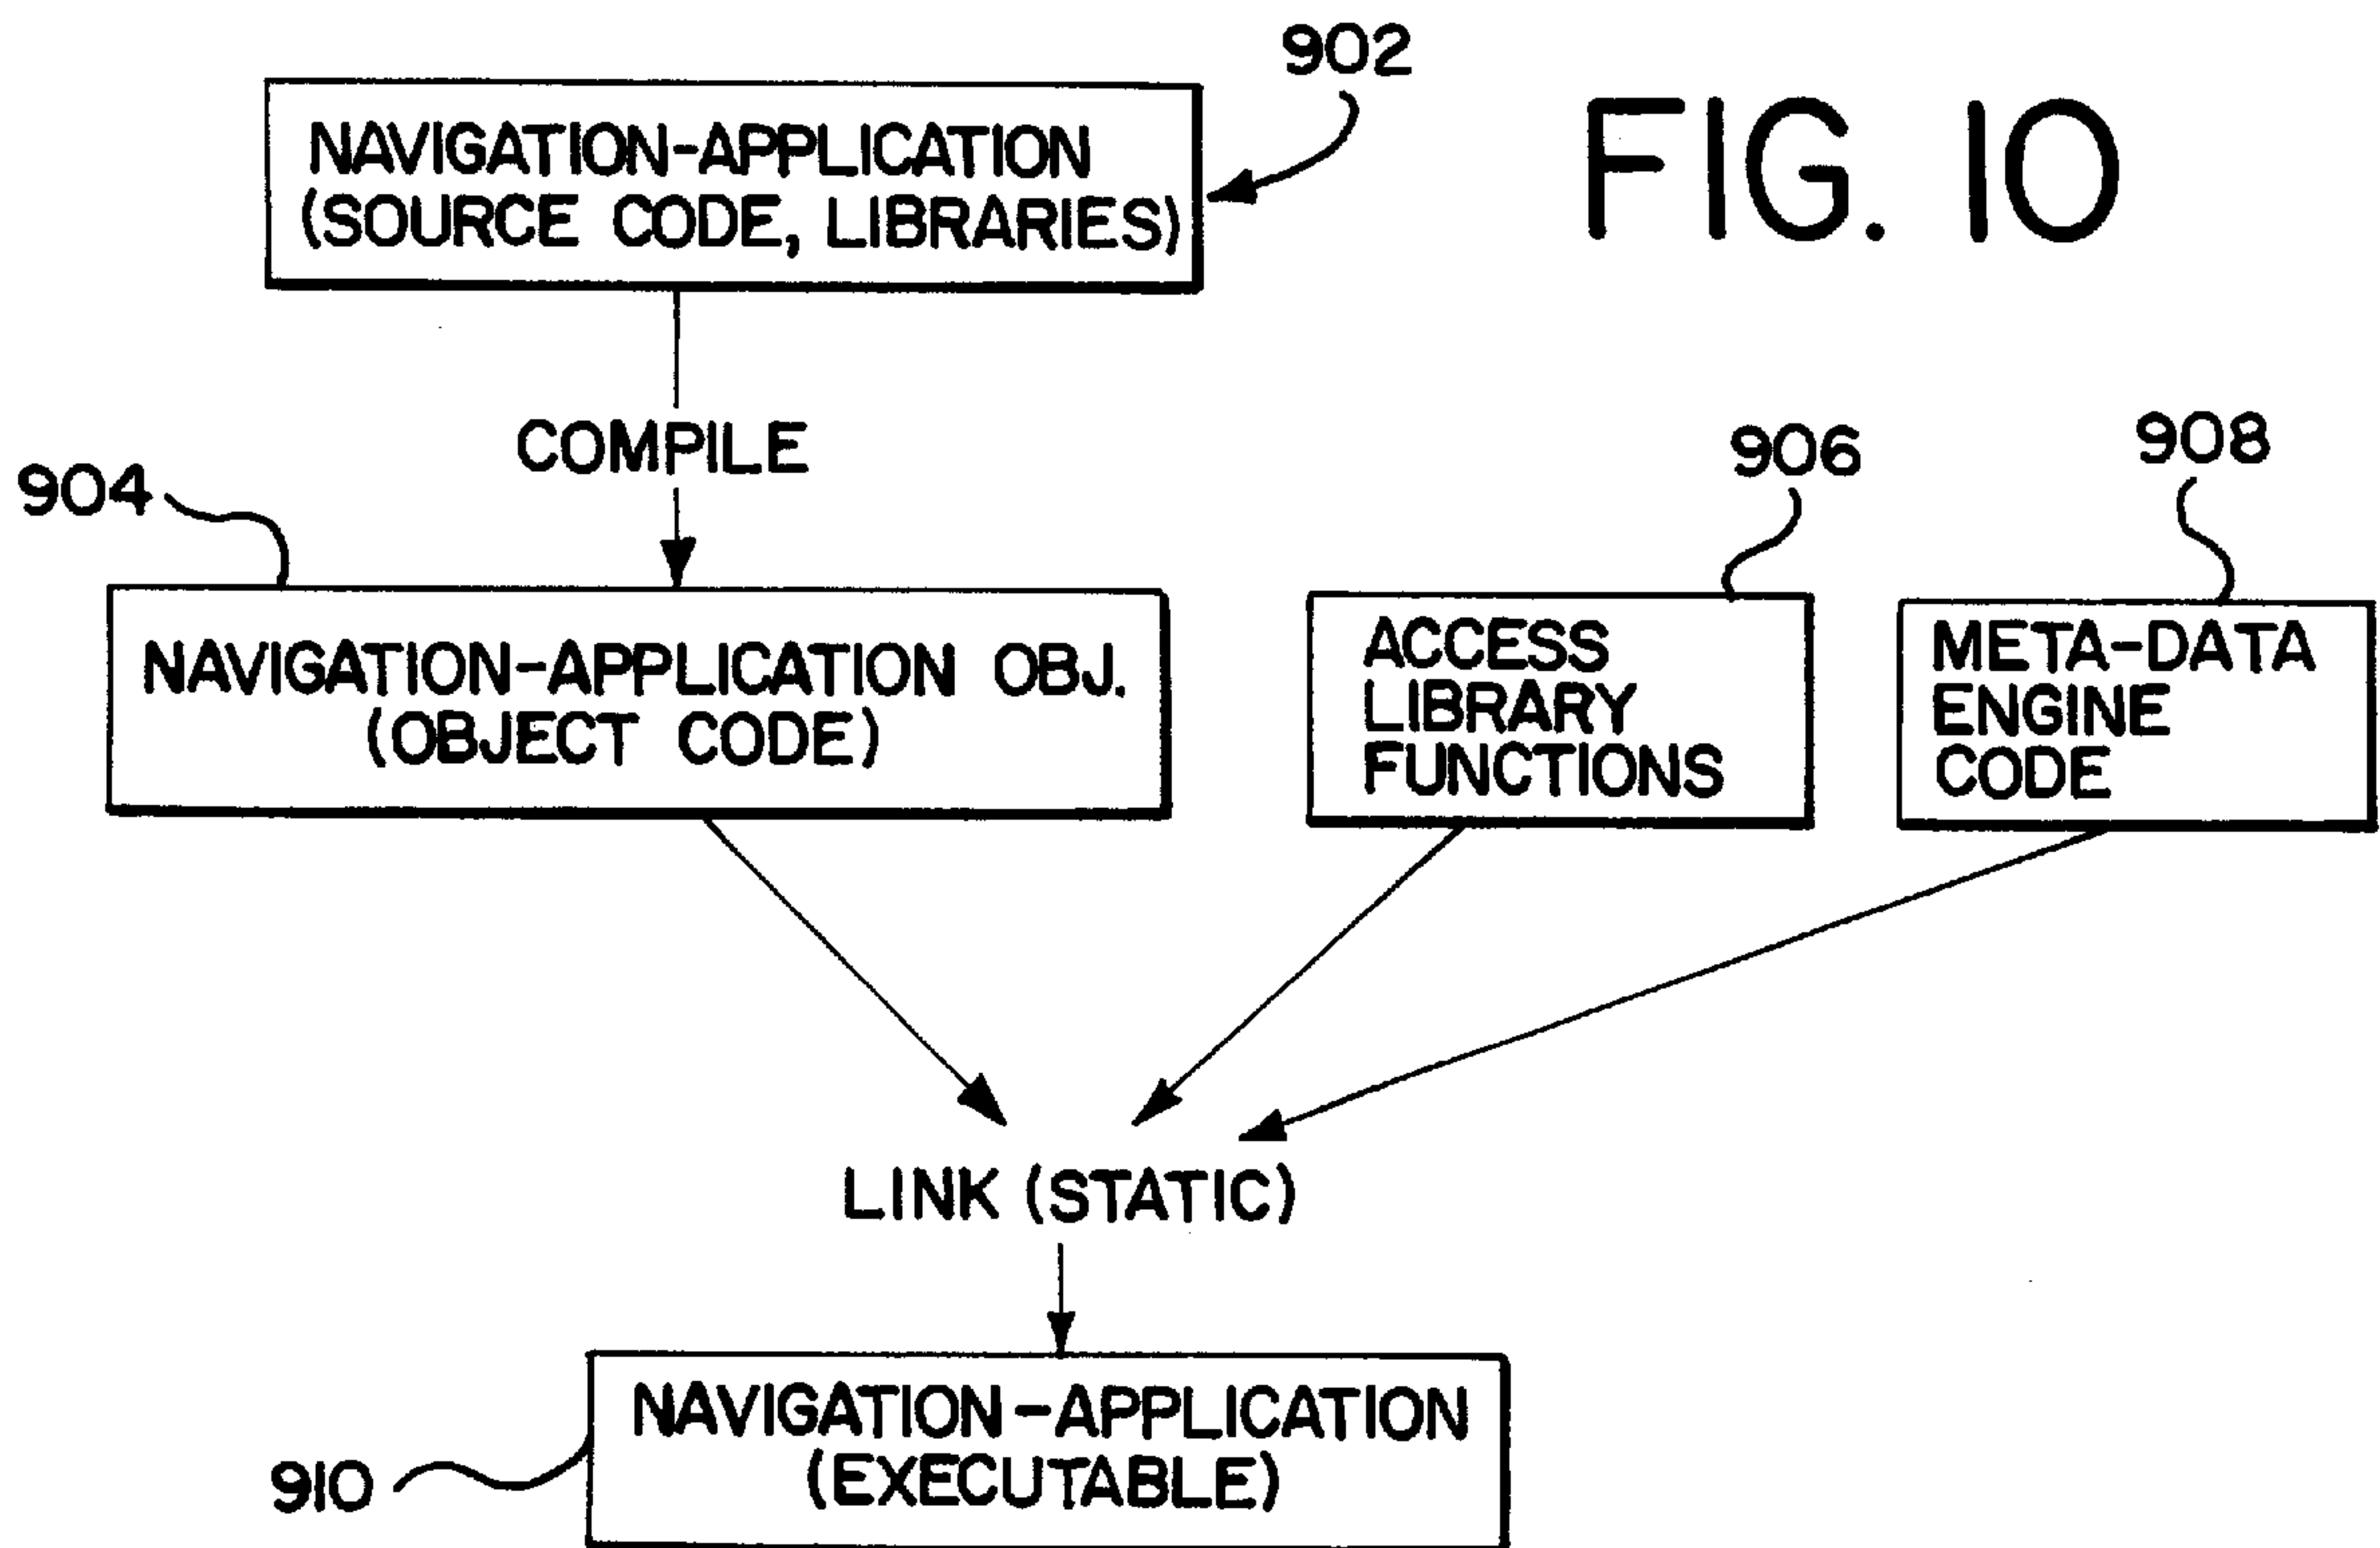 902
FIG. 10
NAVIGATION-APPLICATION
(SOURCE CODE, LIBRARIES)
COMPILE
904
906
908
NAVIGATION-APPLICATION OBJ.
(OBJECT CODE)
ACCESS
LIBRARY
FUNCTIONS
META-DATA
ENGINE
CODE
LINK (STATIC)
NAVIGATION-APPLICATION
(EXECUTABLE)
910